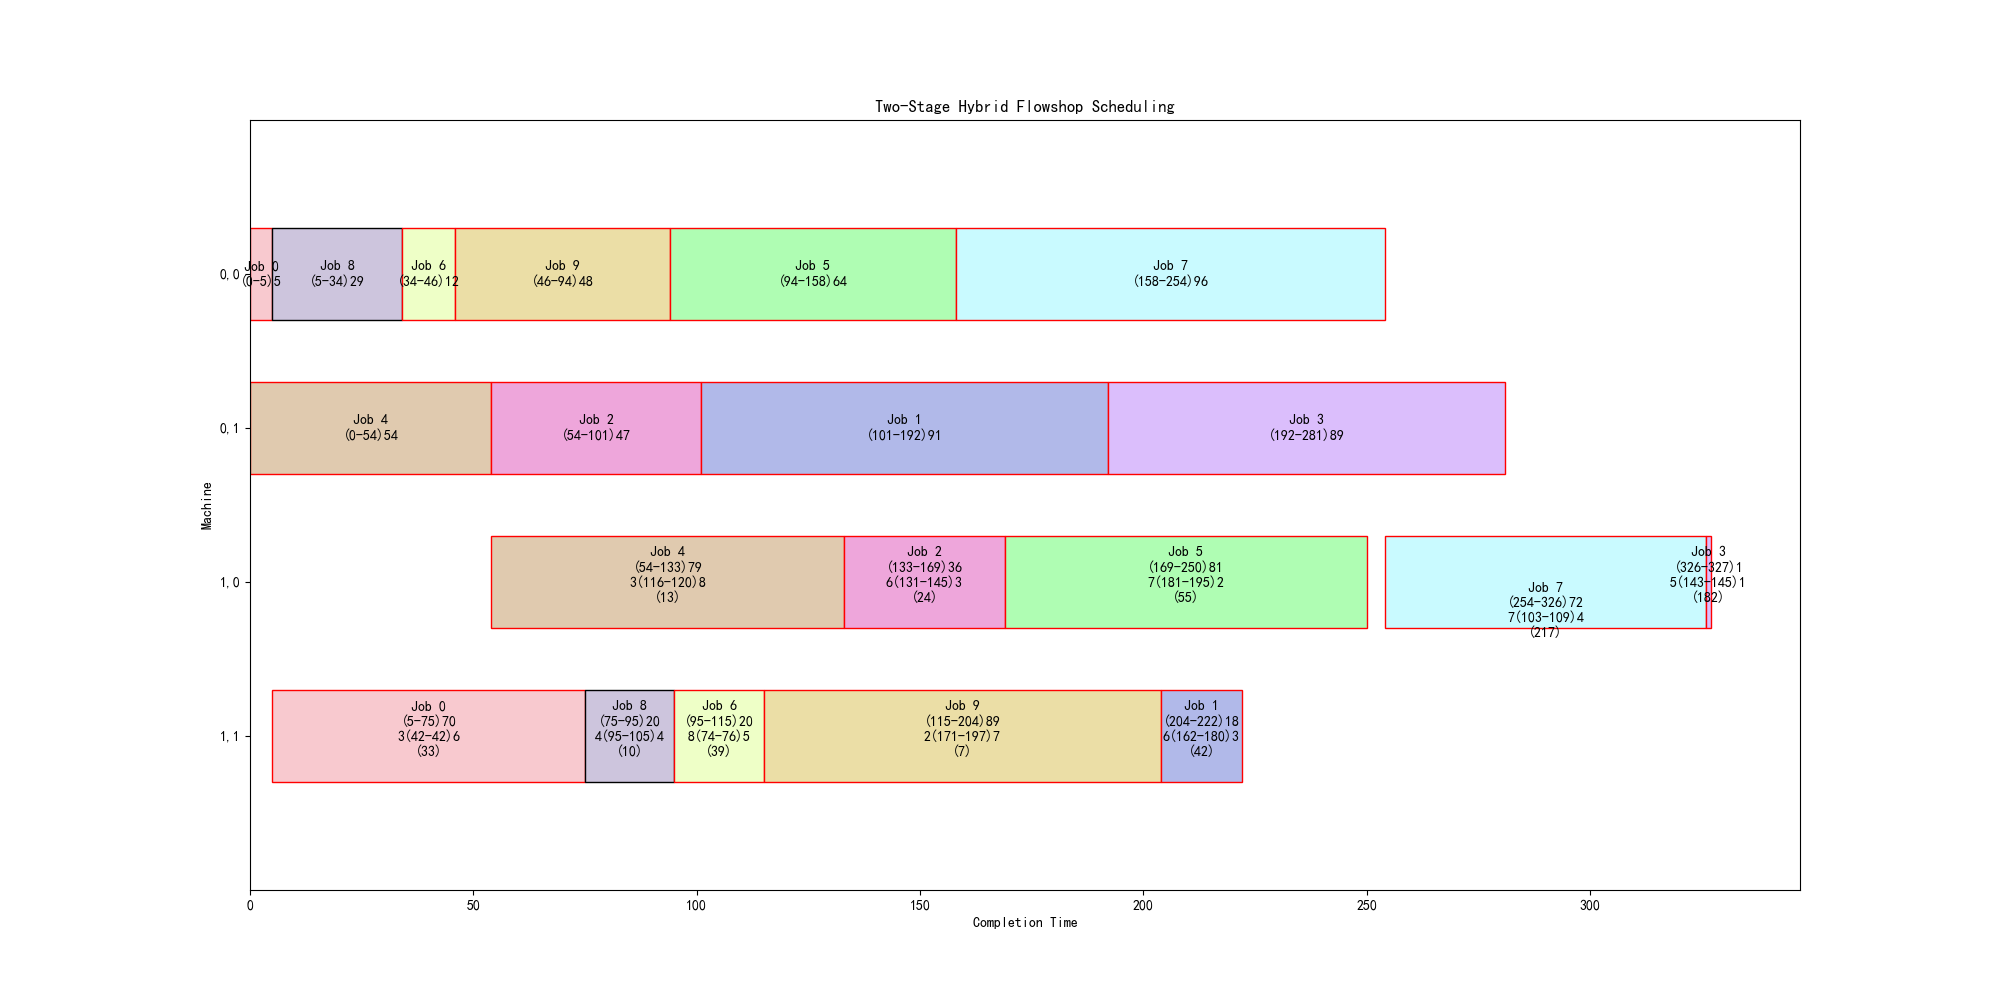 Two-Stage Hybrid Flowshop Scheduling
0,0
Job 0
(0-5)5
Job 8
(5-34)29
Job 6
(34-46)12
Job 9
(46-94)48
Job 5
(94-158)64
Job 7
(158-254)96
0,1
Job 4
(0-54)54
Job 2
(54-101)47
Job 1
(101-192)91
Job 3
(192-281)89
Machine
1,0
Job 4
(54-133)79
3(116-120)8
(13)
Job 2
(133-169)36
6(131-145)3
(24)
Job 5
(169-250)81
7(181-195)2
(55)
Job 7
(254-326)72
7(103-109)4
(217)
Job 3
(326-327)1
5(143-145)1
(182)
1,1
Job 0
(5-75)70
3(42-42)6
(33)
Job 8
(75-95)20
4(95-105)4
(10)
Job 6
(95-115)20
8(74-76)5
(39)
Job 9
(115-204)89
2(171-197)7
(7)
Job 1
(204-222)18
6(162-180)3
(42)
0 50 100 150 200 250 300
Completion Time